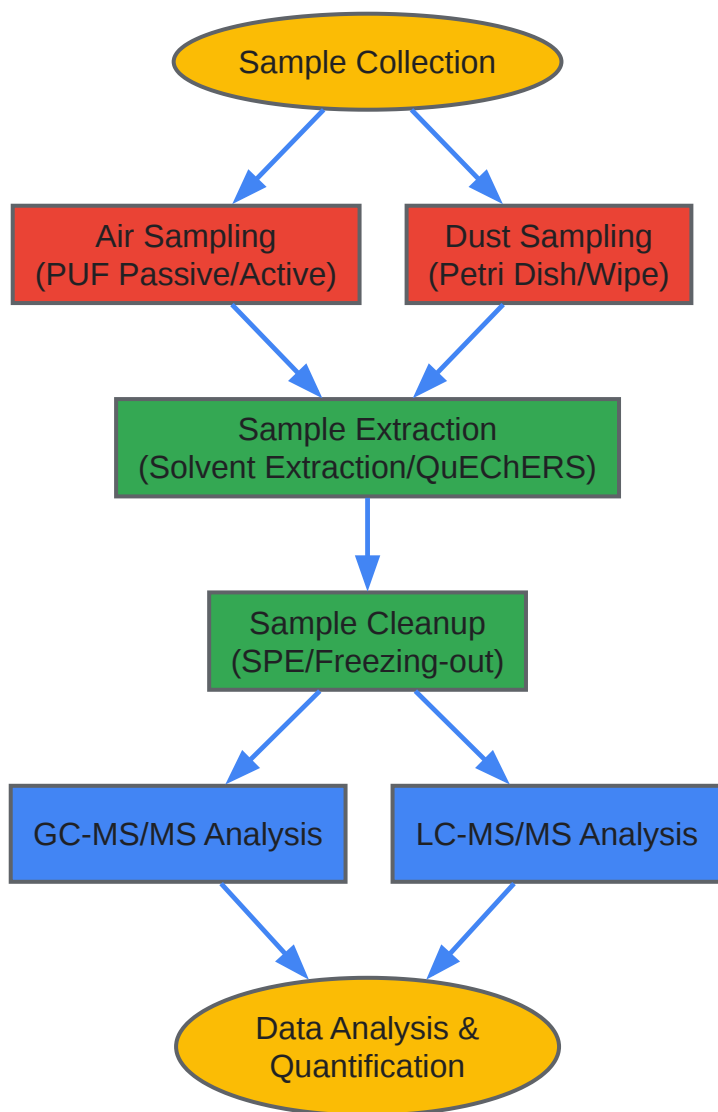 Sample Collection
Air Sampling
(PUF Passive/Active)
Dust Sampling
(Petri Dish/Wipe)
Sample Extraction
(Solvent Extraction/QuEChERS)
Sample Cleanup
(SPE/Freezing-out)
GC-MS/MS Analysis
LC-MS/MS Analysis
Data Analysis &
Quantification